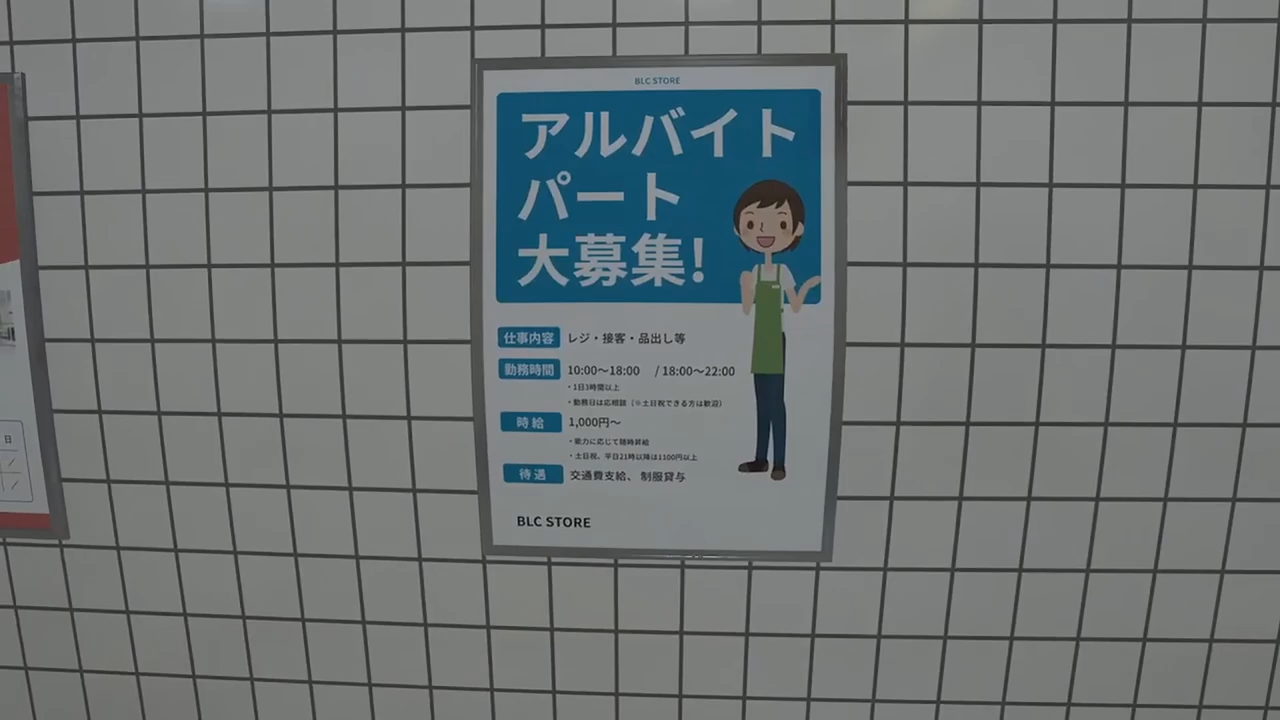 BLC STORE
アルバイト
パート
大募集!
仕事内容 レジ・接客・品出し等
勤務時間 10:00〜18:00 / 18:00〜22:00
・1日3時間以上
・勤務日は応相談（※土日祝できる方は歓迎）
時給 1,000円〜
・能力に応じて随時昇給
・土日祝、平日21時以降は1100円以上
待遇 交通費支給、制服貸与
BLC STORE
日